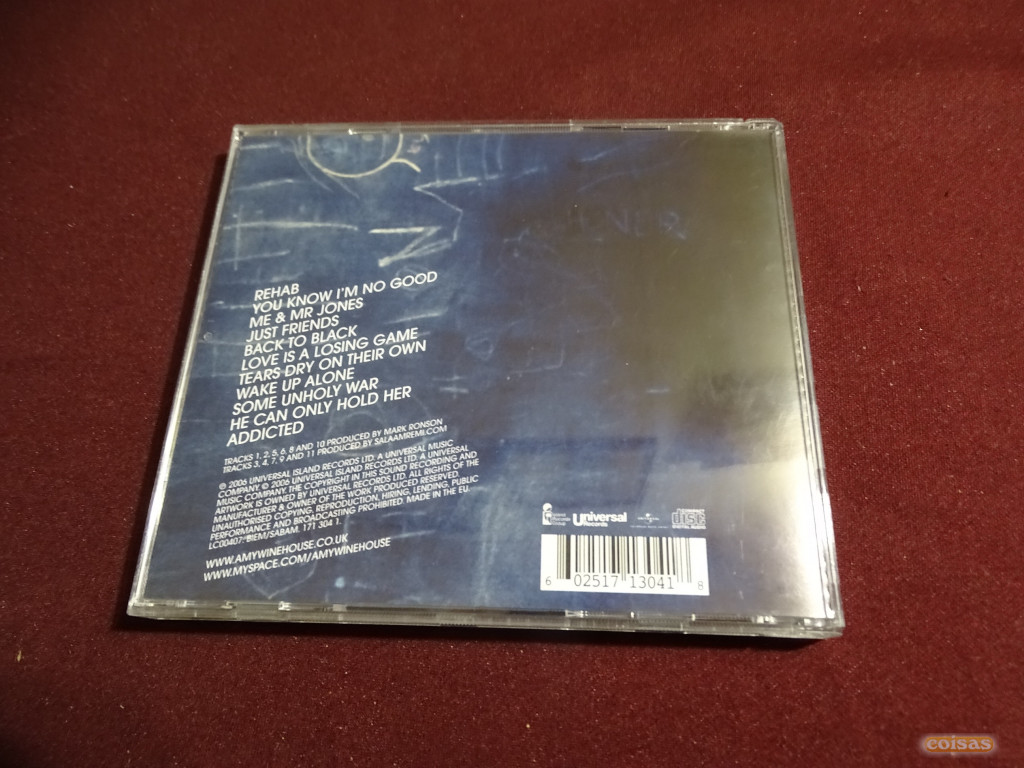 REHAB
YOU KNOW I'M NO GOOD
ME & MR JONES
JUST FRIENDS
BACK TO BLACK
LOVE IS A LOSING GAME
TEARS DRY ON THEIR OWN
WAKE UP ALONE
SOME UNHOLY WAR
HE CAN ONLY HOLD HER
ADDICTED
TRACKS 1, 2, 5, 6, 8 AND 10 PRODUCED BY MARK RONSON
TRACKS 3, 4, 7, 9 AND 11 PRODUCED BY SALAAMREMI.COM
℗ 2006 UNIVERSAL ISLAND RECORDS LTD. A UNIVERSAL MUSIC
COMPANY © 2006 UNIVERSAL ISLAND RECORDS LTD. A UNIVERSAL
MUSIC COMPANY THE COPYRIGHT IN THIS SOUND RECORDING AND
ARTWORK IS OWNED BY UNIVERSAL RECORDS LTD. ALL RIGHTS OF THE
MANUFACTURER & OWNER OF THE WORK PRODUCED RESERVED.
UNAUTHORISED COPYING, REPRODUCTION, HIRING, LENDING, PUBLIC
PERFORMANCE AND BROADCASTING PROHIBITED. MADE IN THE EU.
LC00407. BIEM/SABAM. 171 304 1.
WWW.AMYWINEHOUSE.CO.UK
WWW.MYSPACE.COM/AMYWINEHOUSE
Universal
Records
DISC
6 02517 13041 8
coisas